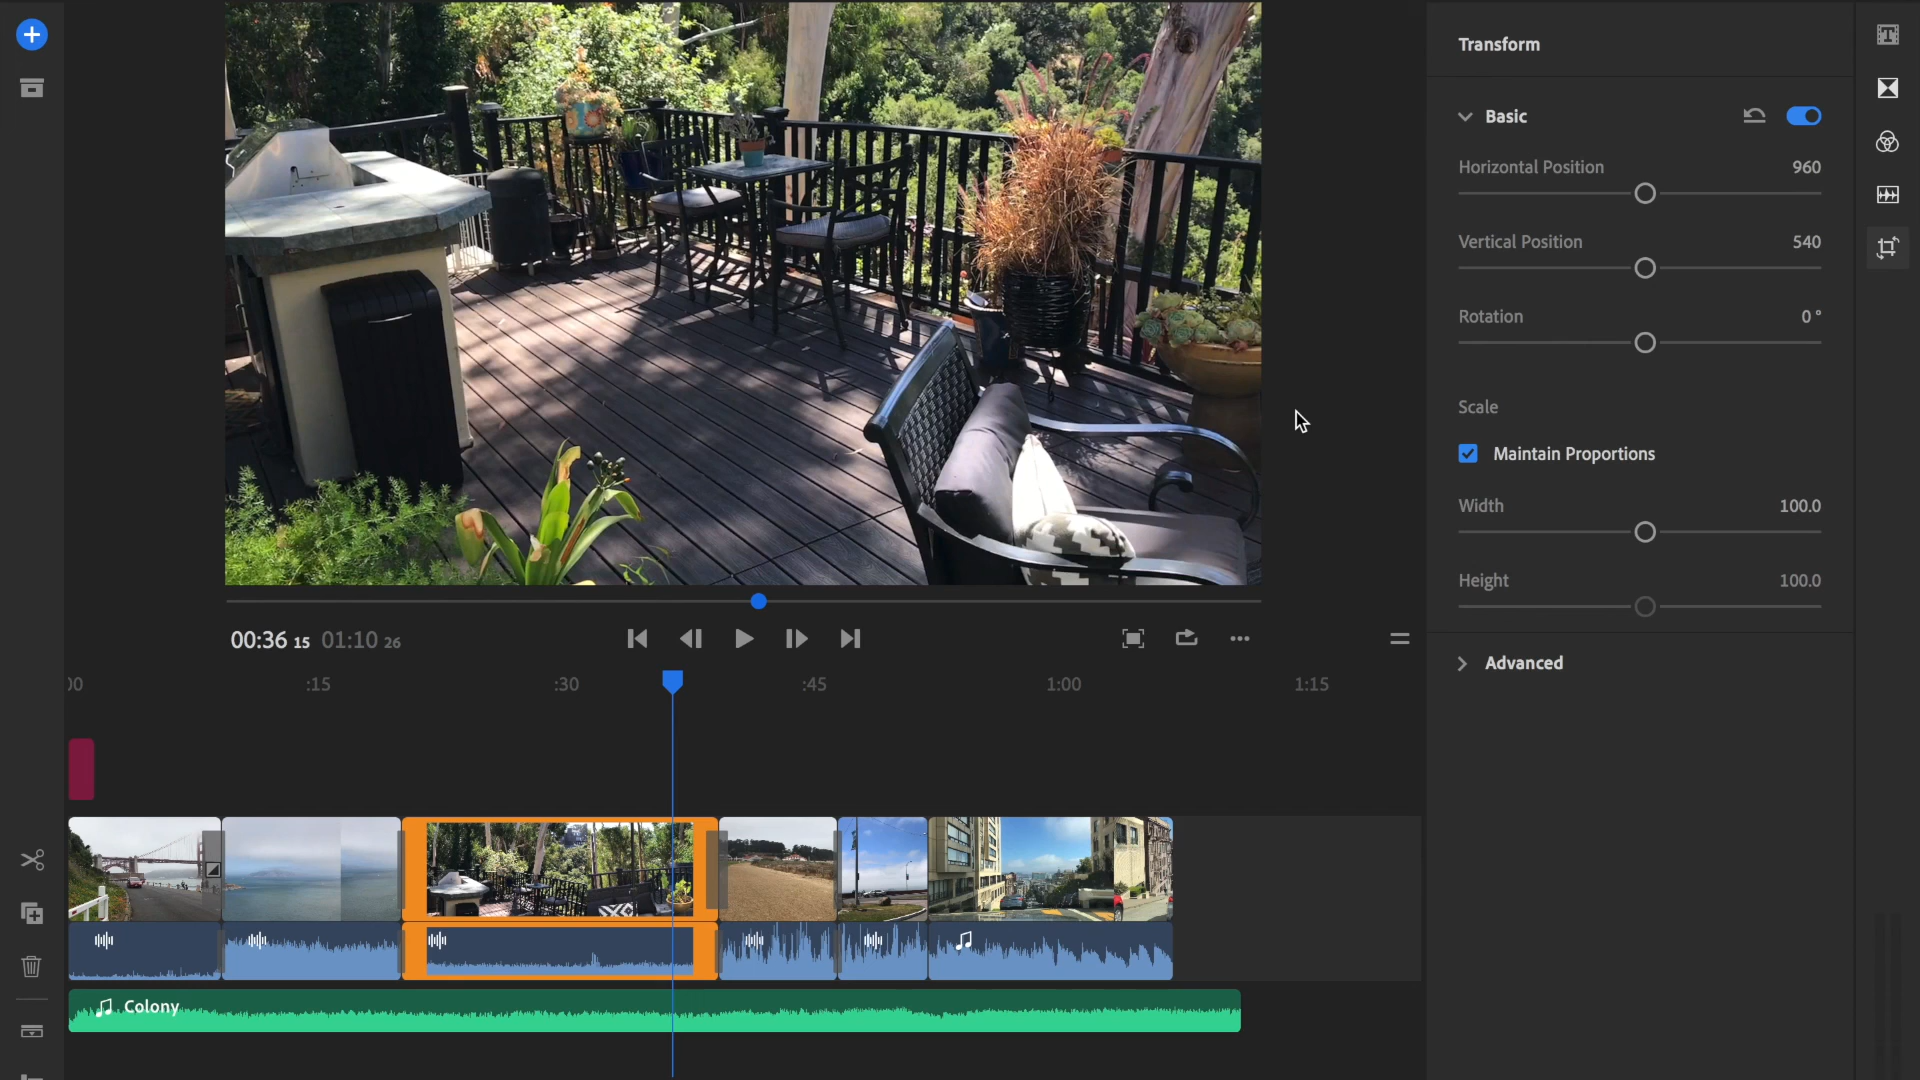 Transform
Basic
Horizontal Position 960
Vertical Position 540
Rotation 0 °
Scale
Maintain Proportions
Width 100.0
Height 100.0
Advanced
00:36 15 01:10 26
00 :15 :30 :45 1:00 1:15
Colony